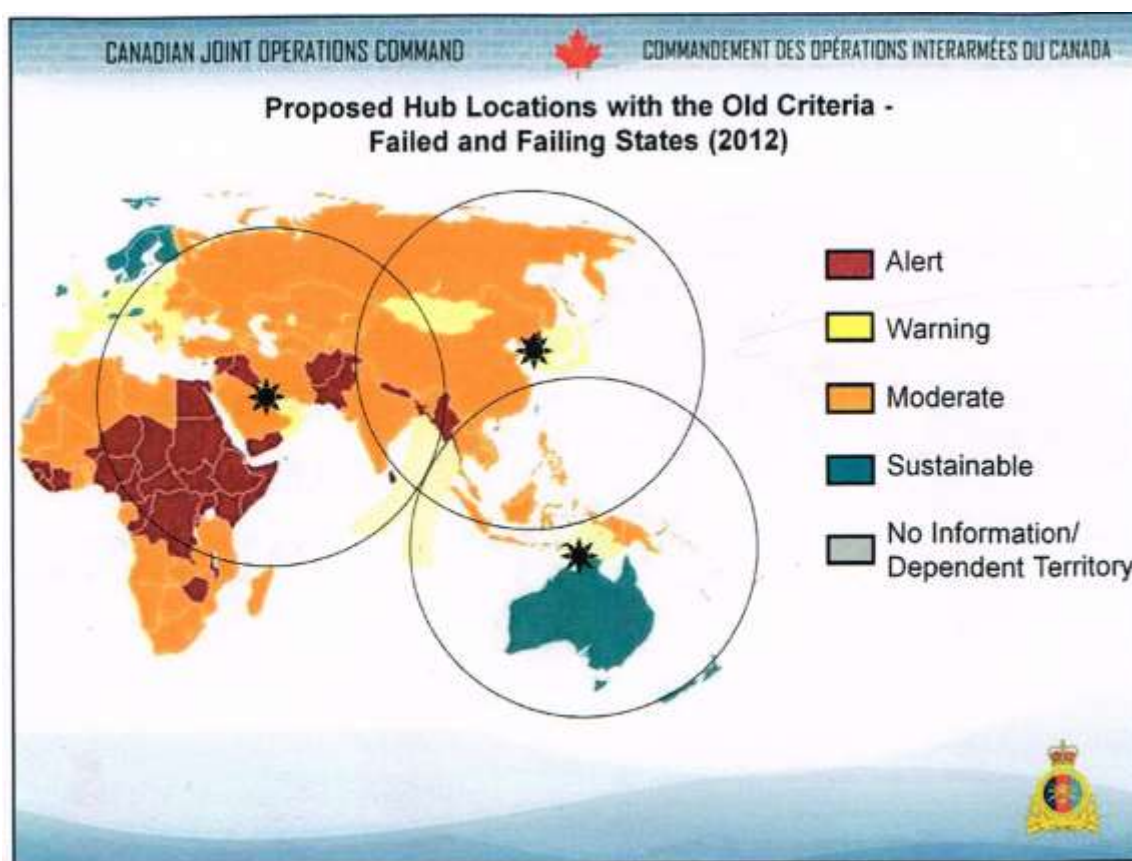 CANADIAN JOINT OPERATIONS COMMAND
COMMANDEMENT DES OPÉRATIONS INTERARMÉES DU CANADA
Proposed Hub Locations with the Old Criteria -
Failed and Failing States (2012)
Alert
Warning
Moderate
Sustainable
No Information/
Dependent Territory